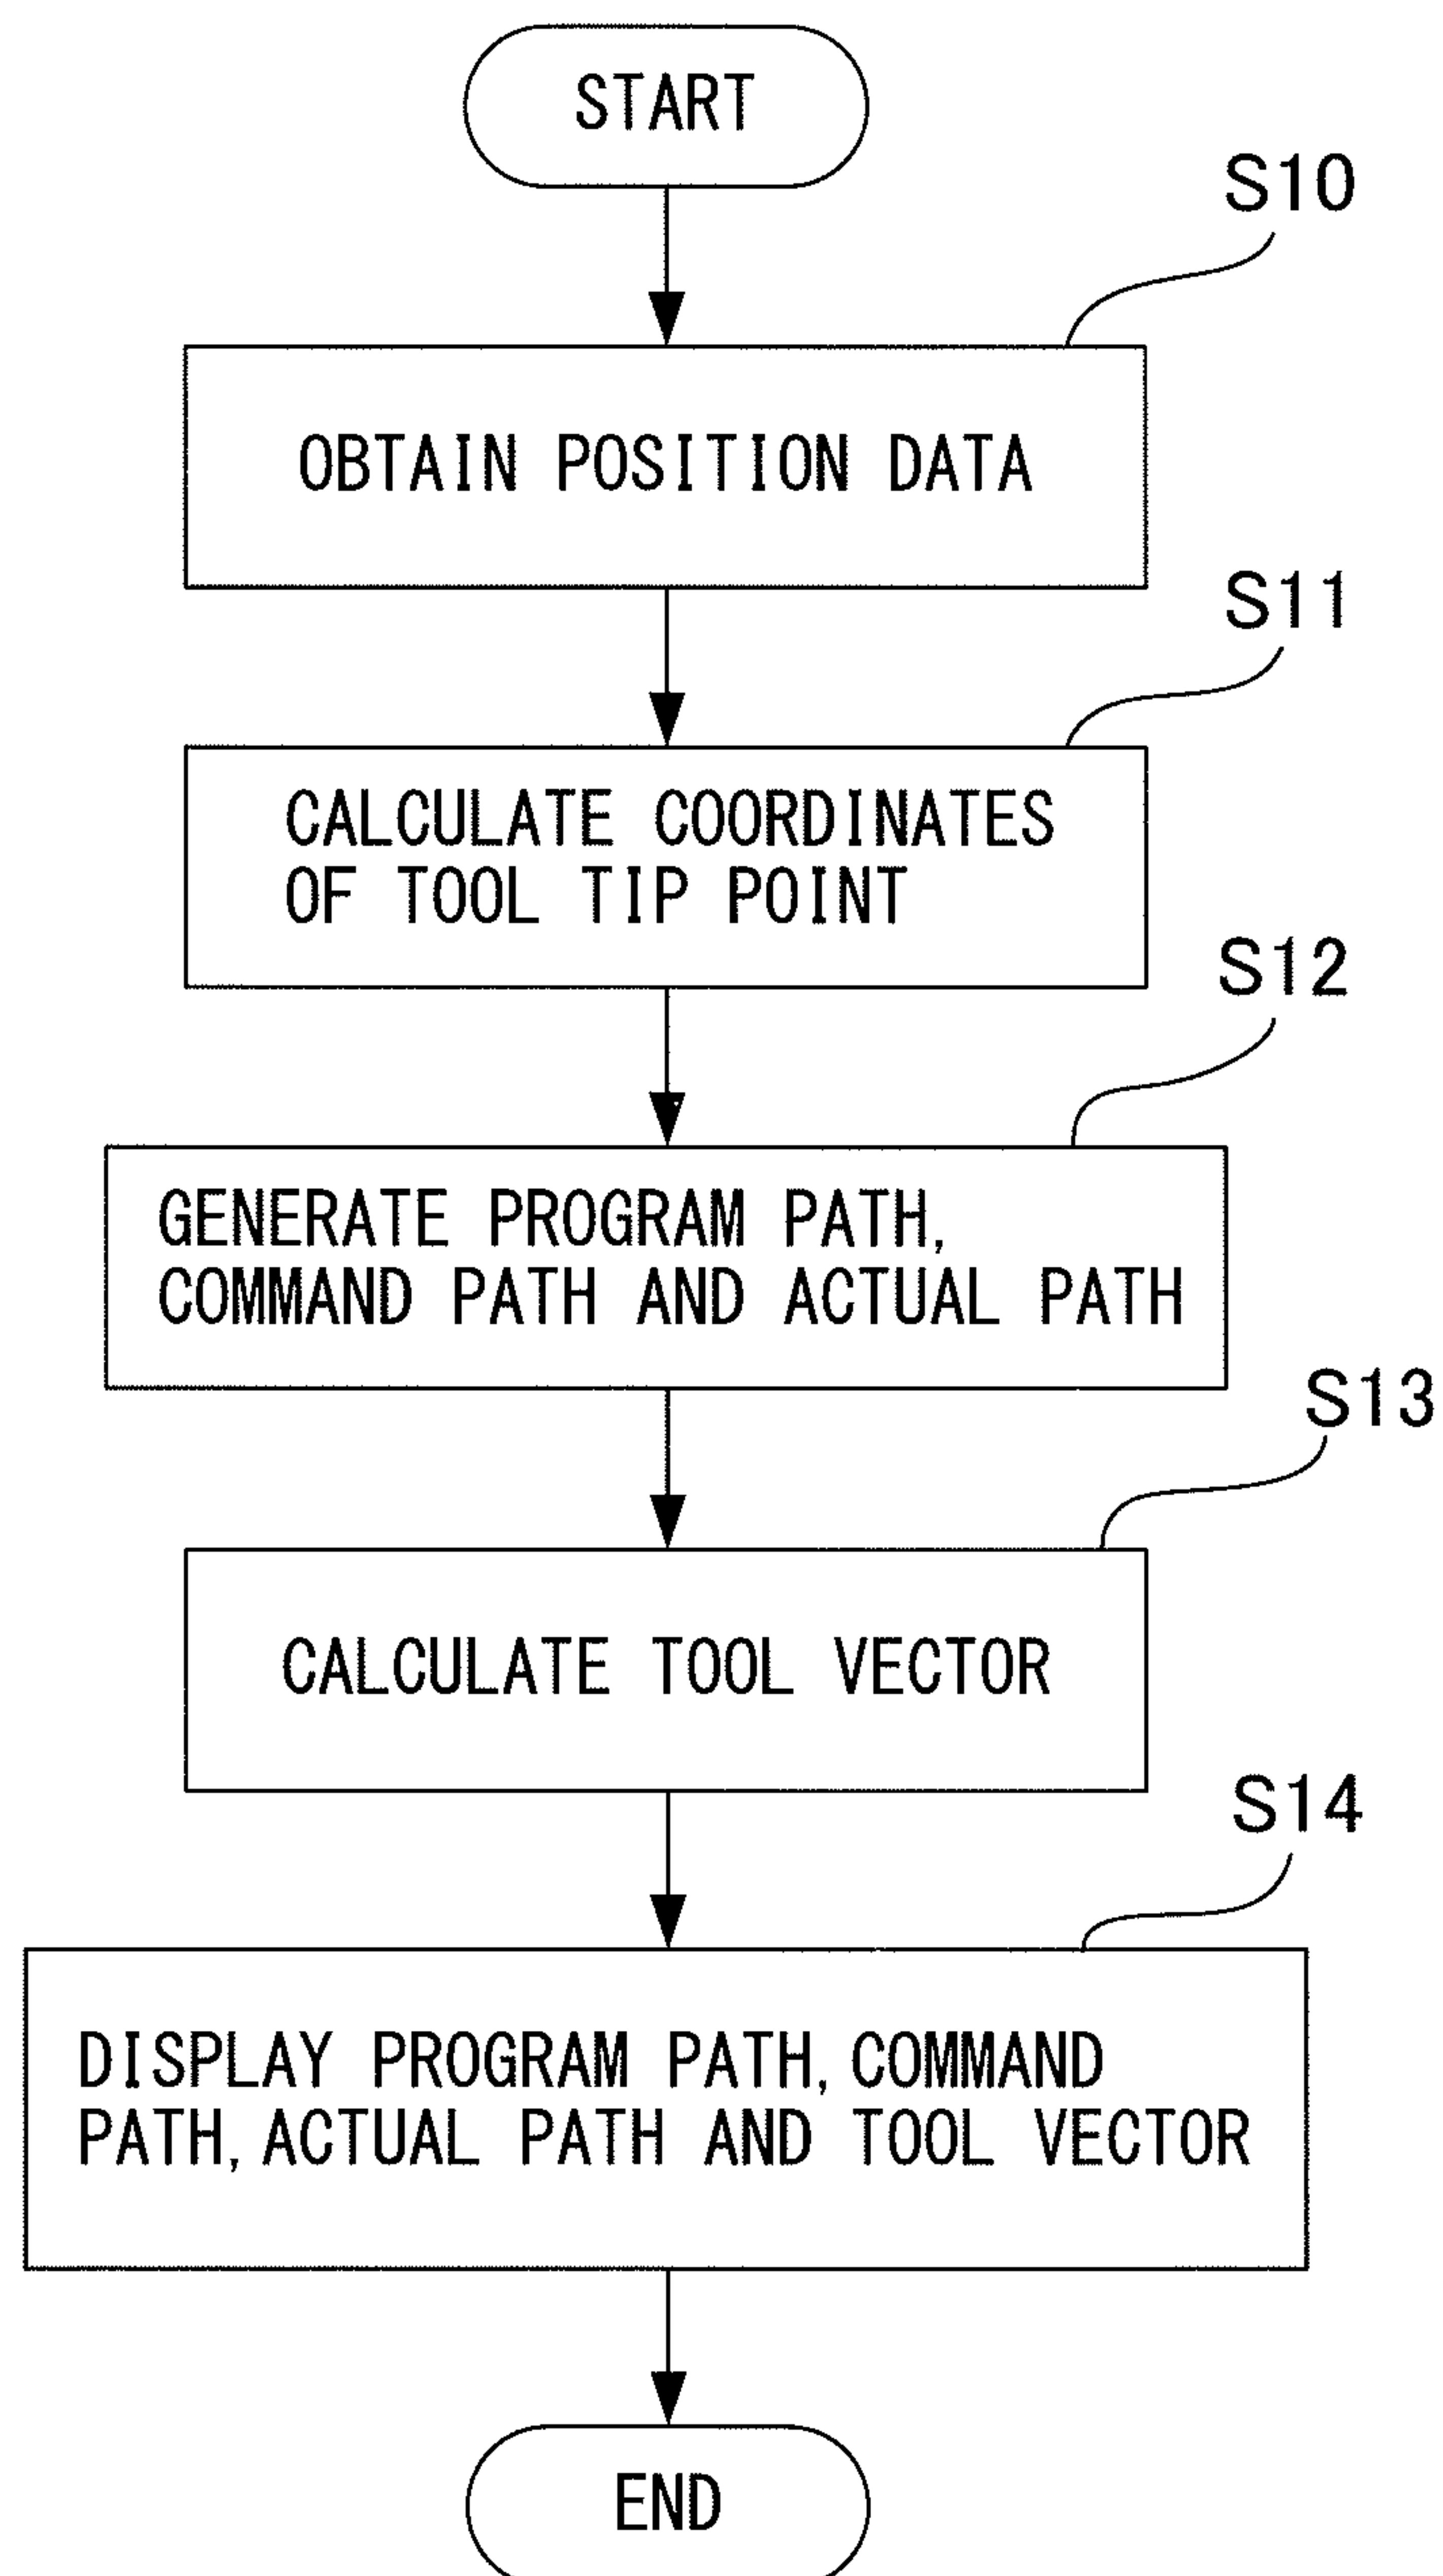 START
S10
OBTAIN POSITION DATA
S11
CALCULATE COORDINATES
OF TOOL TIP POINT
S12
GENERATE PROGRAM PATH,
COMMAND PATH AND ACTUAL PATH
S13
CALCULATE TOOL VECTOR
S14
DISPLAY PROGRAM PATH, COMMAND
PATH, ACTUAL PATH AND TOOL VECTOR
END